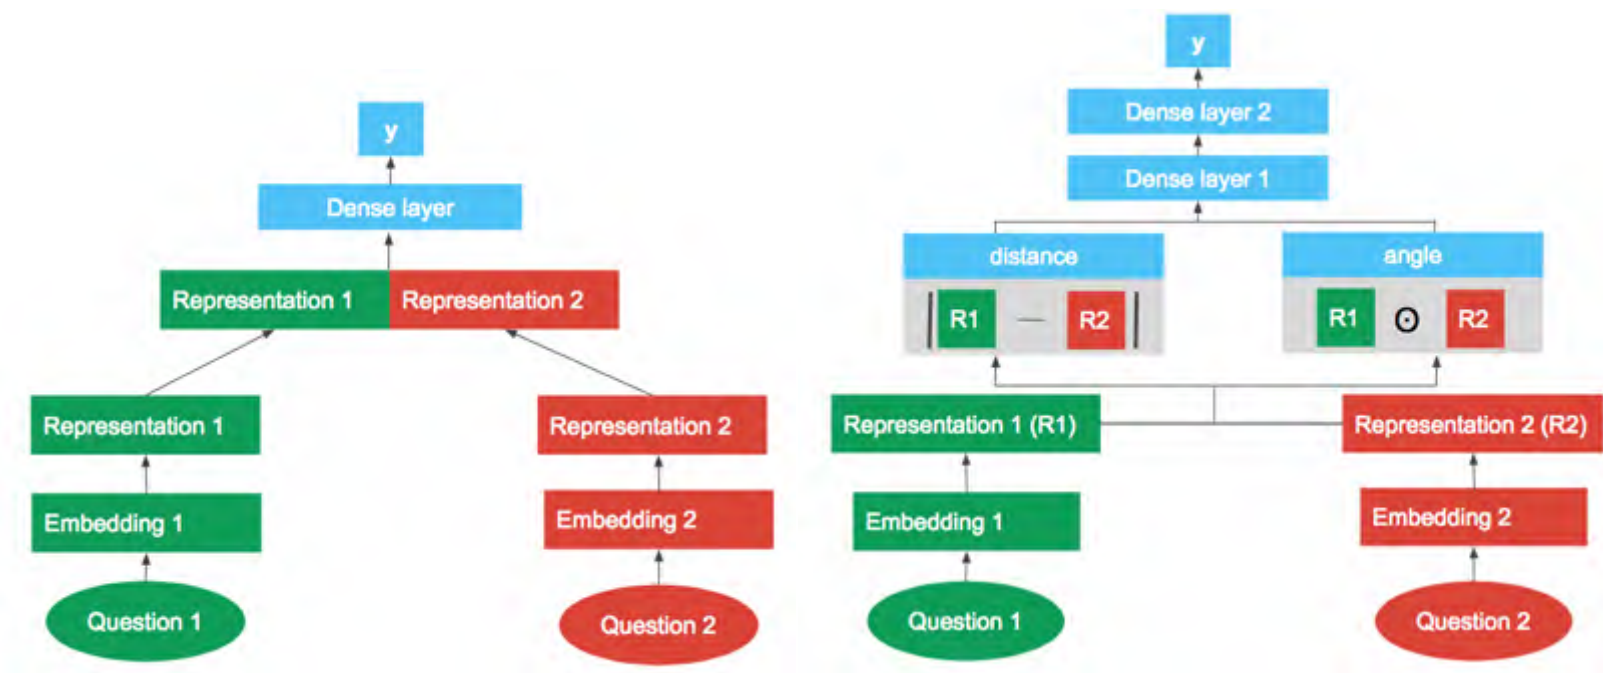 y
Dense layer
Representation 1 Representation 2
Representation 1 Representation 2
Embedding 1 Embedding 2
Question 1 Question 2
y
Dense layer 2
Dense layer 1
distance angle
| R1 — R2 | R1 ⊙ R2
Representation 1 (R1) Representation 2 (R2)
Embedding 1 Embedding 2
Question 1 Question 2